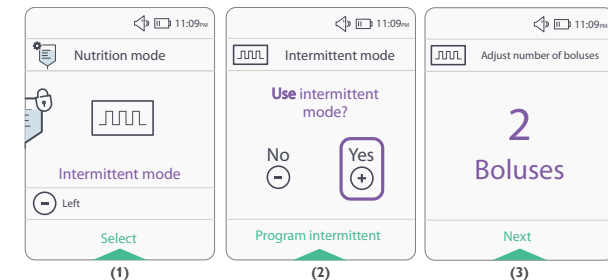 11:09PM
Nutrition mode
Intermittent mode
Left
Select
(1)
11:09PM
Intermittent mode
Use intermittent
mode?
No
Yes
Program intermittent
(2)
11:09PM
Adjust number of boluses
2
Boluses
Next
(3)